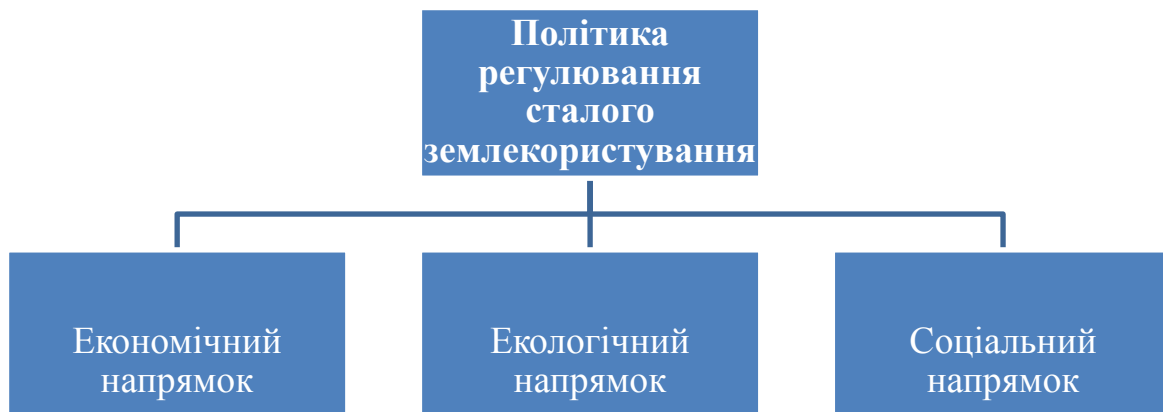 Політика
регулювання
сталого
землекористування
Економічний
напрямок
Екологічний
напрямок
Соціальний
напрямок